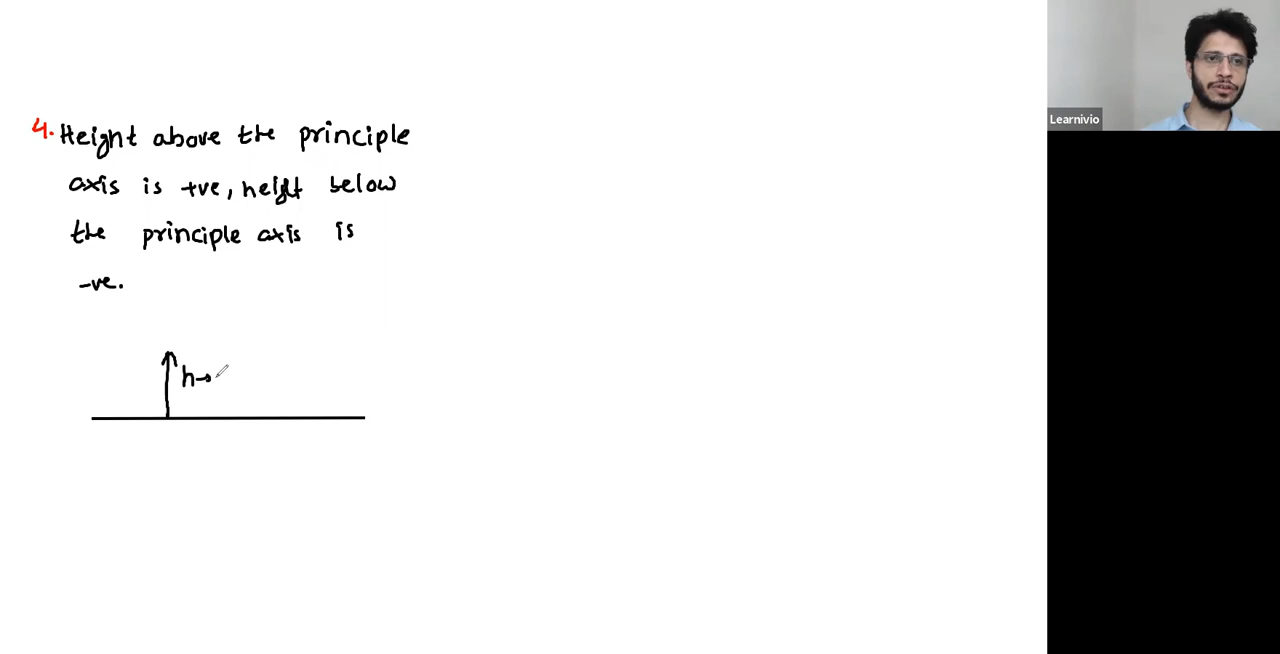 4. Height above the principle
axis is +ve, height below
the principle axis is
-ve.
h→
Learnivio